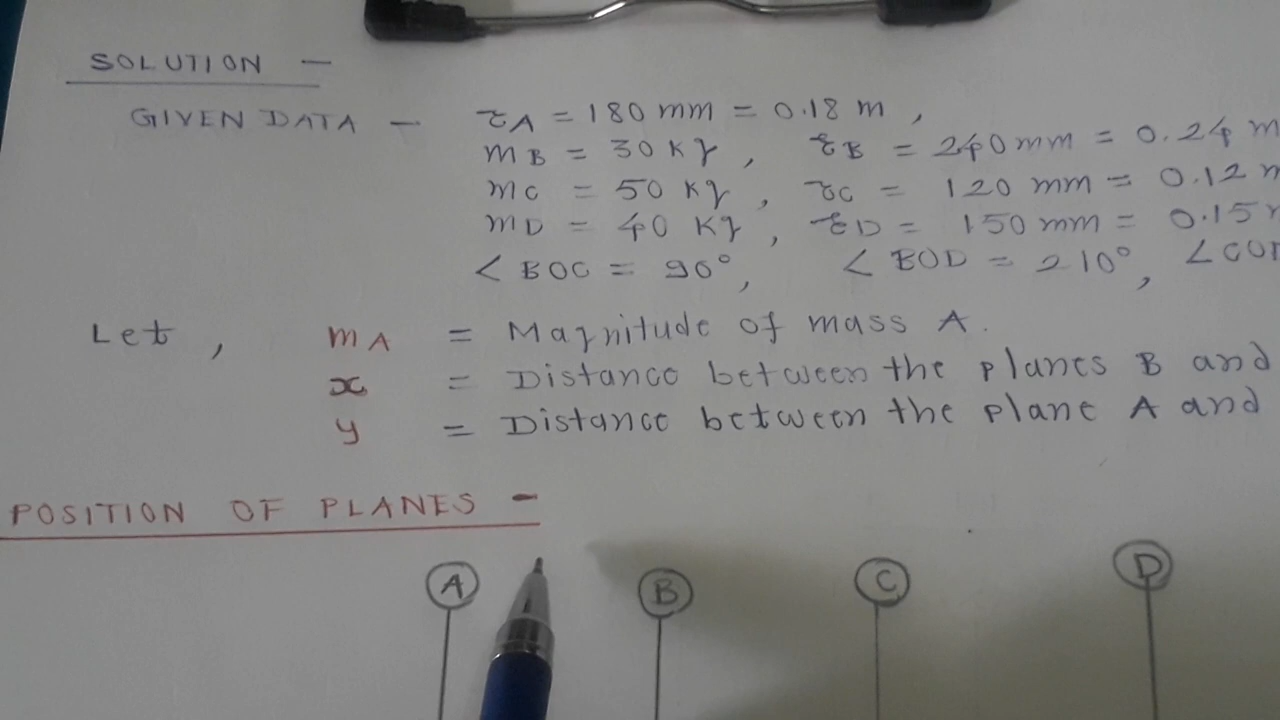 SOLUTION -
GIVEN DATA - rA = 180 mm = 0.18 m ,
mB = 30 Kg , rB = 240 mm = 0.24 m
mC = 50 Kg , rC = 120 mm = 0.12 m
mD = 40 Kg , rD = 150 mm = 0.15 m
∠ BOC = 90° , ∠ BOD = 210° ,
Let , mA = Magnitude of mass A.
x = Distance between the planes B and
y = Distance between the plane A and
POSITION OF PLANES -
A B C D